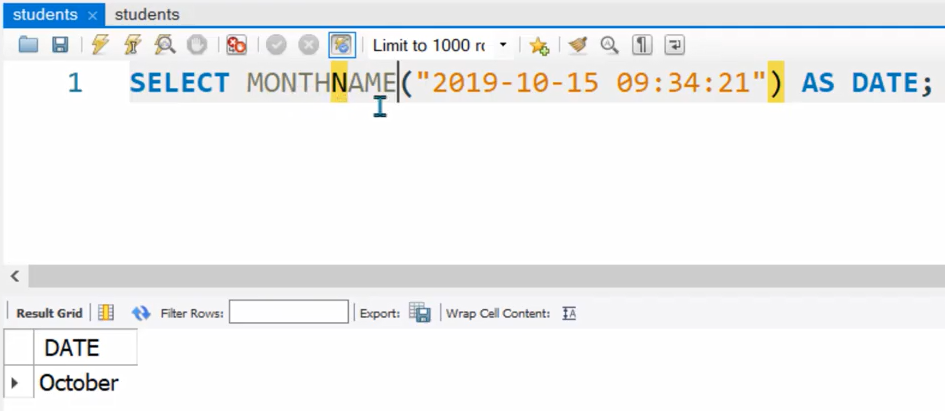 students × students
Limit to 1000 rc
1 SELECT MONTHNAME("2019-10-15 09:34:21") AS DATE;
Result Grid Filter Rows: Export: Wrap Cell Content:
DATE
October